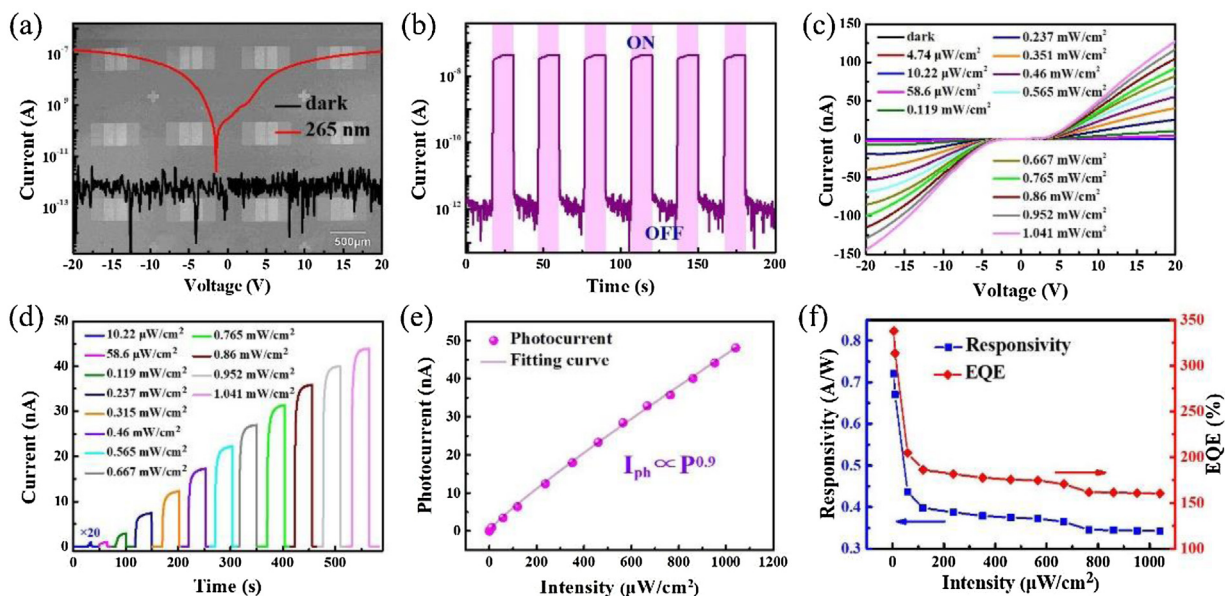 (a)
Current (A)
10⁻⁷
10⁻⁹
10⁻¹¹
10⁻¹³
dark
265 nm
500μm
-20 -15 -10 -5 0 5 10 15 20
Voltage (V)
(b)
Current (A)
10⁻⁸
10⁻¹⁰
10⁻¹²
ON
OFF
0 50 100 150 200
Time (s)
(c)
Current (nA)
150
100
50
0
-50
-100
-150
dark
4.74 μW/cm²
10.22 μW/cm²
58.6 μW/cm²
0.119 mW/cm²
0.237 mW/cm²
0.351 mW/cm²
0.46 mW/cm²
0.565 mW/cm²
0.667 mW/cm²
0.765 mW/cm²
0.86 mW/cm²
0.952 mW/cm²
1.041 mW/cm²
-20 -15 -10 -5 0 5 10 15 20
Voltage (V)
(d)
Current (nA)
50
40
30
20
10
0
10.22 μW/cm²
58.6 μW/cm²
0.119 mW/cm²
0.237 mW/cm²
0.315 mW/cm²
0.46 mW/cm²
0.565 mW/cm²
0.667 mW/cm²
0.765 mW/cm²
0.86 mW/cm²
0.952 mW/cm²
1.041 mW/cm²
×20
0 100 200 300 400 500
Time (s)
(e)
Photocurrent (nA)
50
40
30
20
10
0
Photocurrent
Fitting curve
I_ph ∝ P^0.9
0 200 400 600 800 1000 1200
Intensity (μW/cm²)
(f)
Responsivity (A/W)
0.8
0.7
0.6
0.5
0.4
0.3
Responsivity
EQE
350
300
250
200
150
100
EQE (%)
0 200 400 600 800 1000
Intensity (μW/cm²)